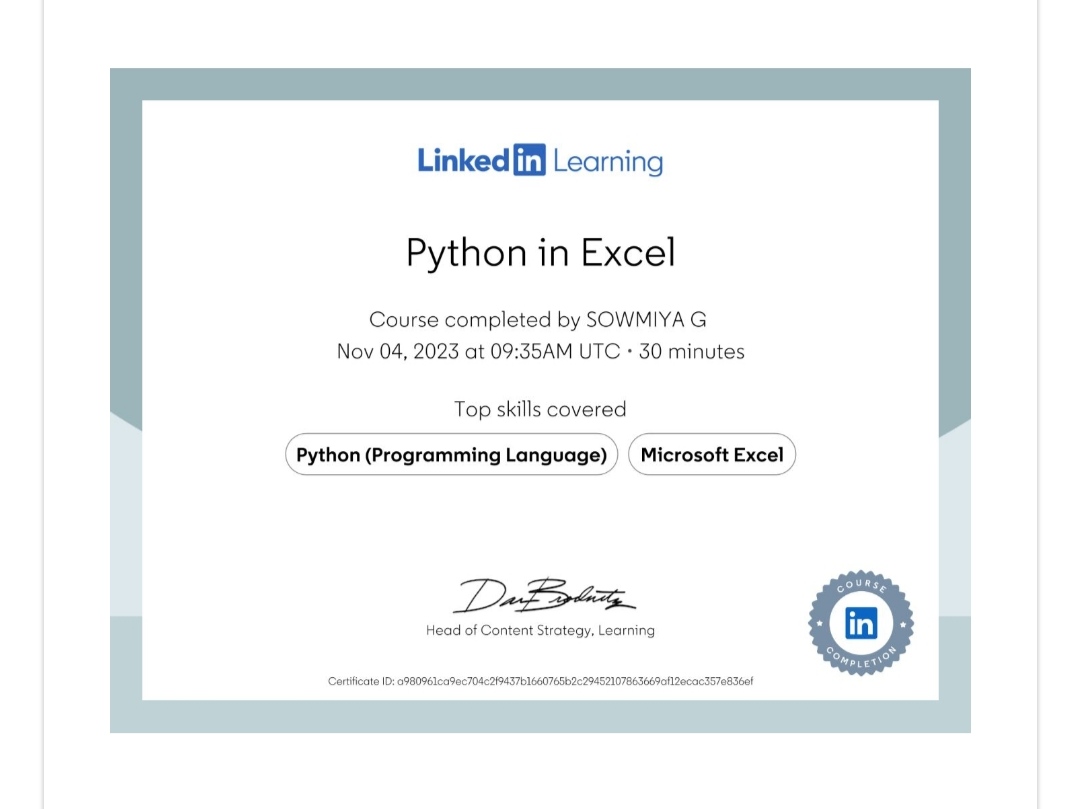 Linked in Learning
Python in Excel
Course completed by SOWMIYA G
Nov 04, 2023 at 09:35AM UTC • 30 minutes
Top skills covered
Python (Programming Language) Microsoft Excel
Dan Brodnitz
Head of Content Strategy, Learning
COURSE
in
COMPLETION
Certificate ID: a980961ca9ec704c2f9437b1660765b2c29452107863669af12ecac357e836ef